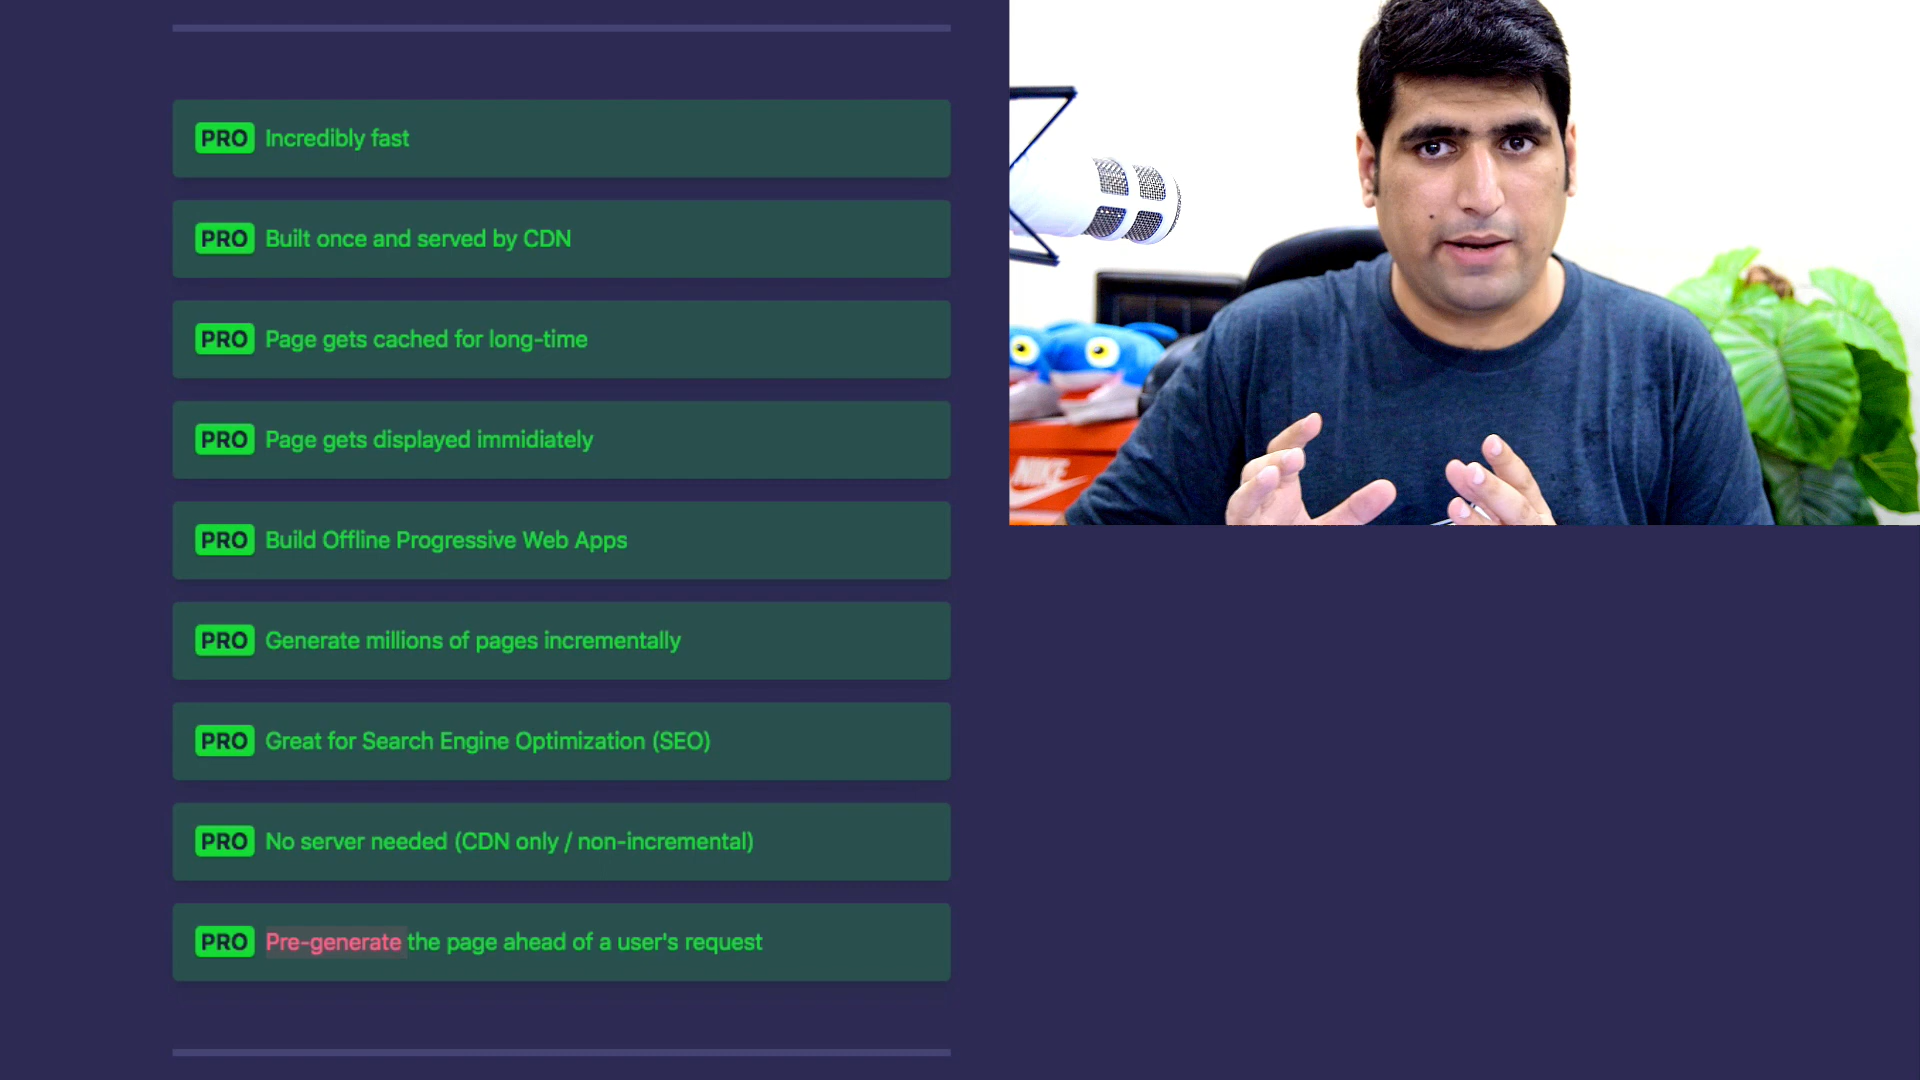 PRO Incredibly fast
PRO Built once and served by CDN
PRO Page gets cached for long-time
PRO Page gets displayed immidiately
PRO Build Offline Progressive Web Apps
PRO Generate millions of pages incrementally
PRO Great for Search Engine Optimization (SEO)
PRO No server needed (CDN only / non-incremental)
PRO Pre-generate the page ahead of a user's request
NIKE